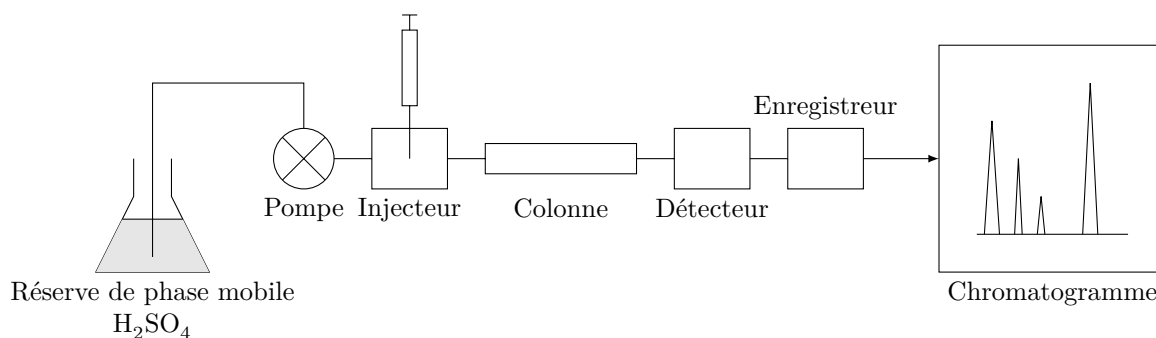 Enregistreur
Pompe
Injecteur
Colonne
Détecteur
Réserve de phase mobile
H₂SO₄
Chromatogramme